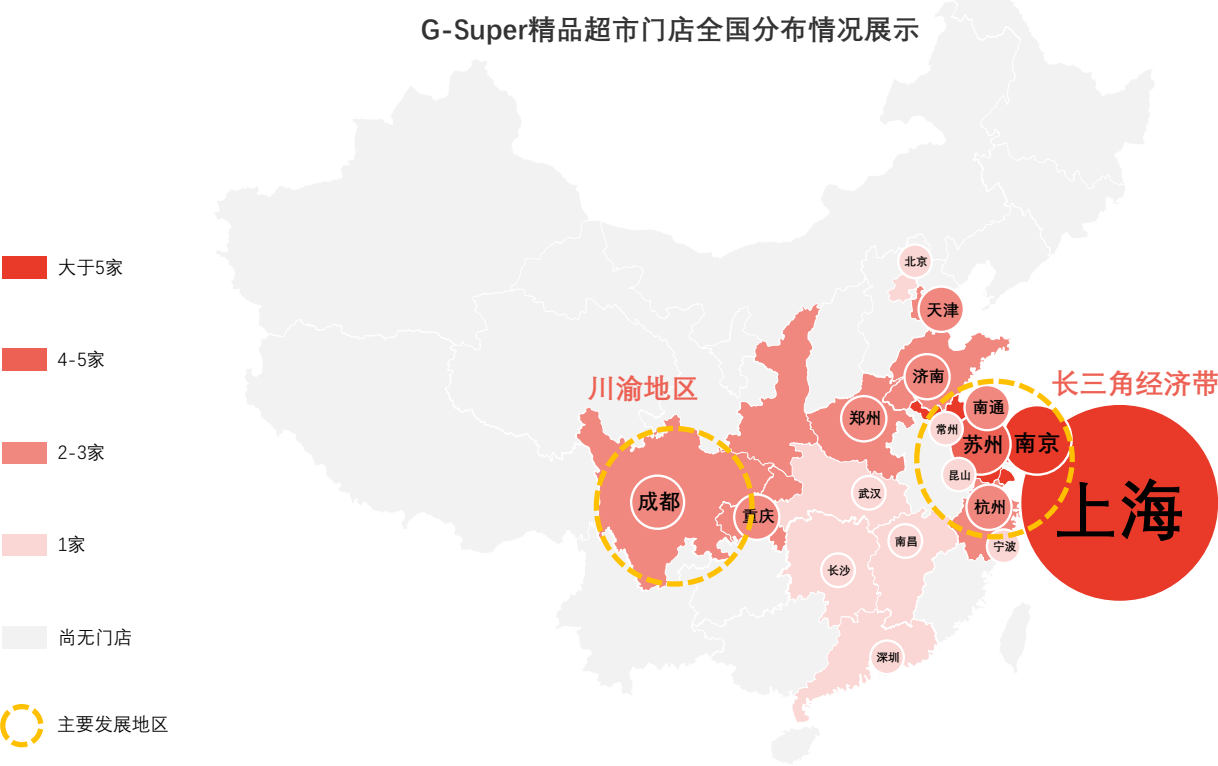 G-Super精品超市门店全国分布情况展示
大于5家
4-5家
2-3家
1家
尚无门店
主要发展地区
北京
天津
济南
川渝地区
长三角经济带
郑州
南通
常州
苏州
南京
昆山
成都
武汉
上海
重庆
杭州
南昌
宁波
长沙
深圳